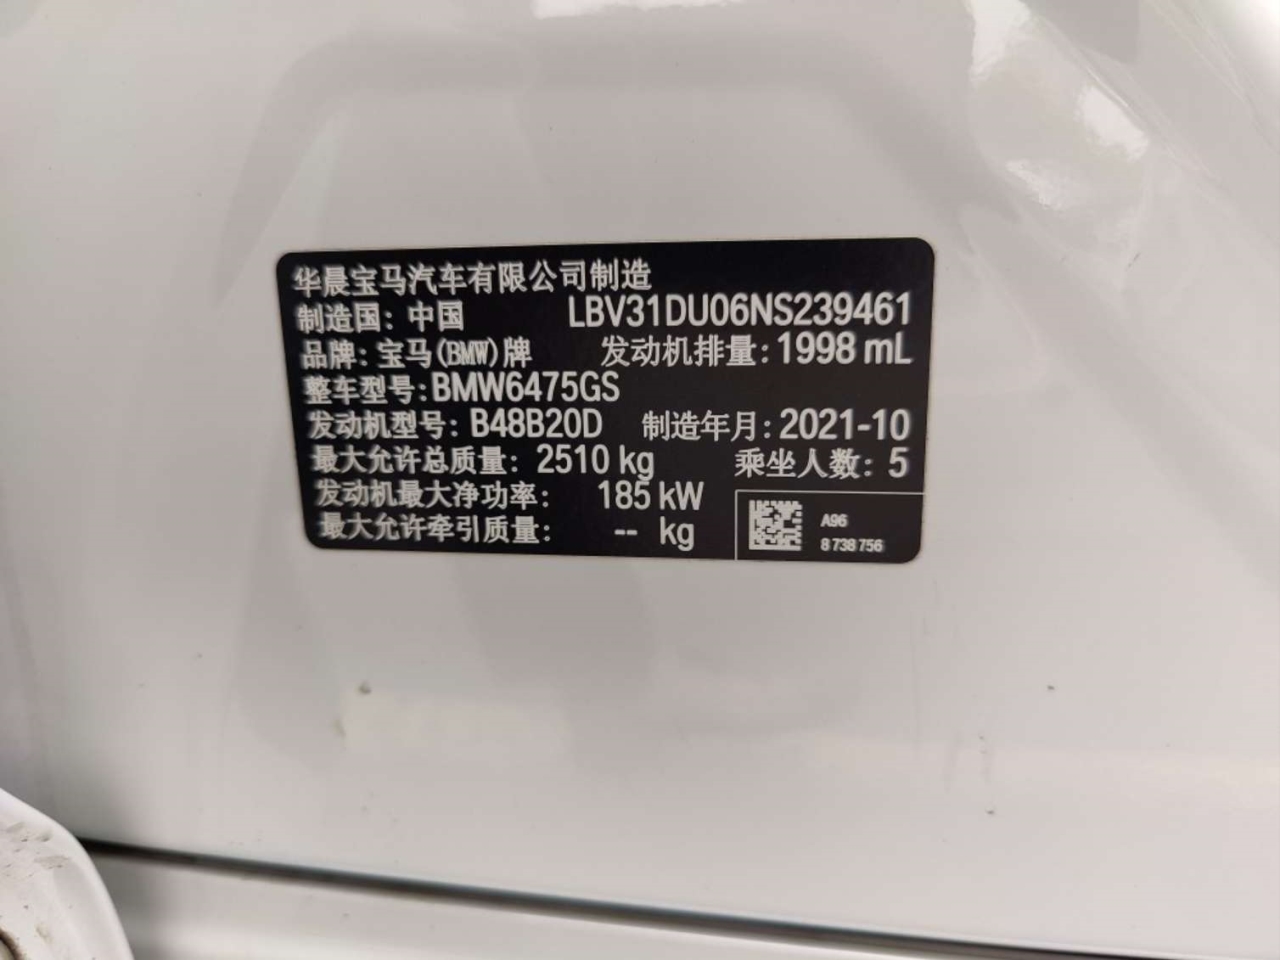 华晨宝马汽车有限公司制造
制造国：中国 LBV31DU06NS239461
品牌：宝马(BMW)牌 发动机排量：1998 mL
整车型号：BMW6475GS
发动机型号：B48B20D 制造年月：2021-10
最大允许总质量：2510 kg 乘坐人数：5
发动机最大净功率：185 kW
最大允许牵引质量：-- kg
A96
8 738 756